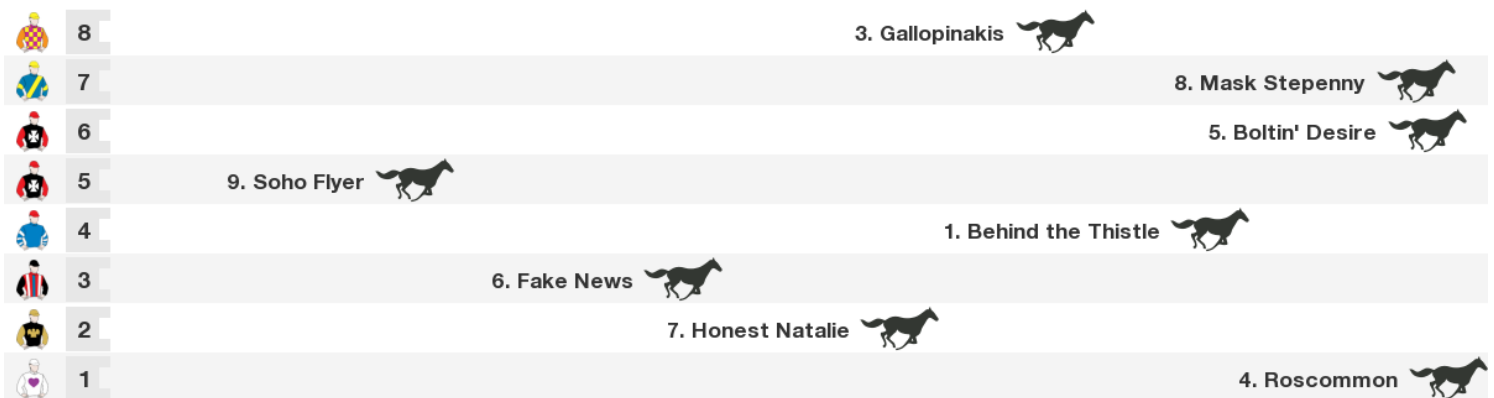 8 3. Gallopinakis
7 8. Mask Stepenny
6 5. Boltin' Desire
5 9. Soho Flyer
4 1. Behind the Thistle
3 6. Fake News
2 7. Honest Natalie
1 4. Roscommon